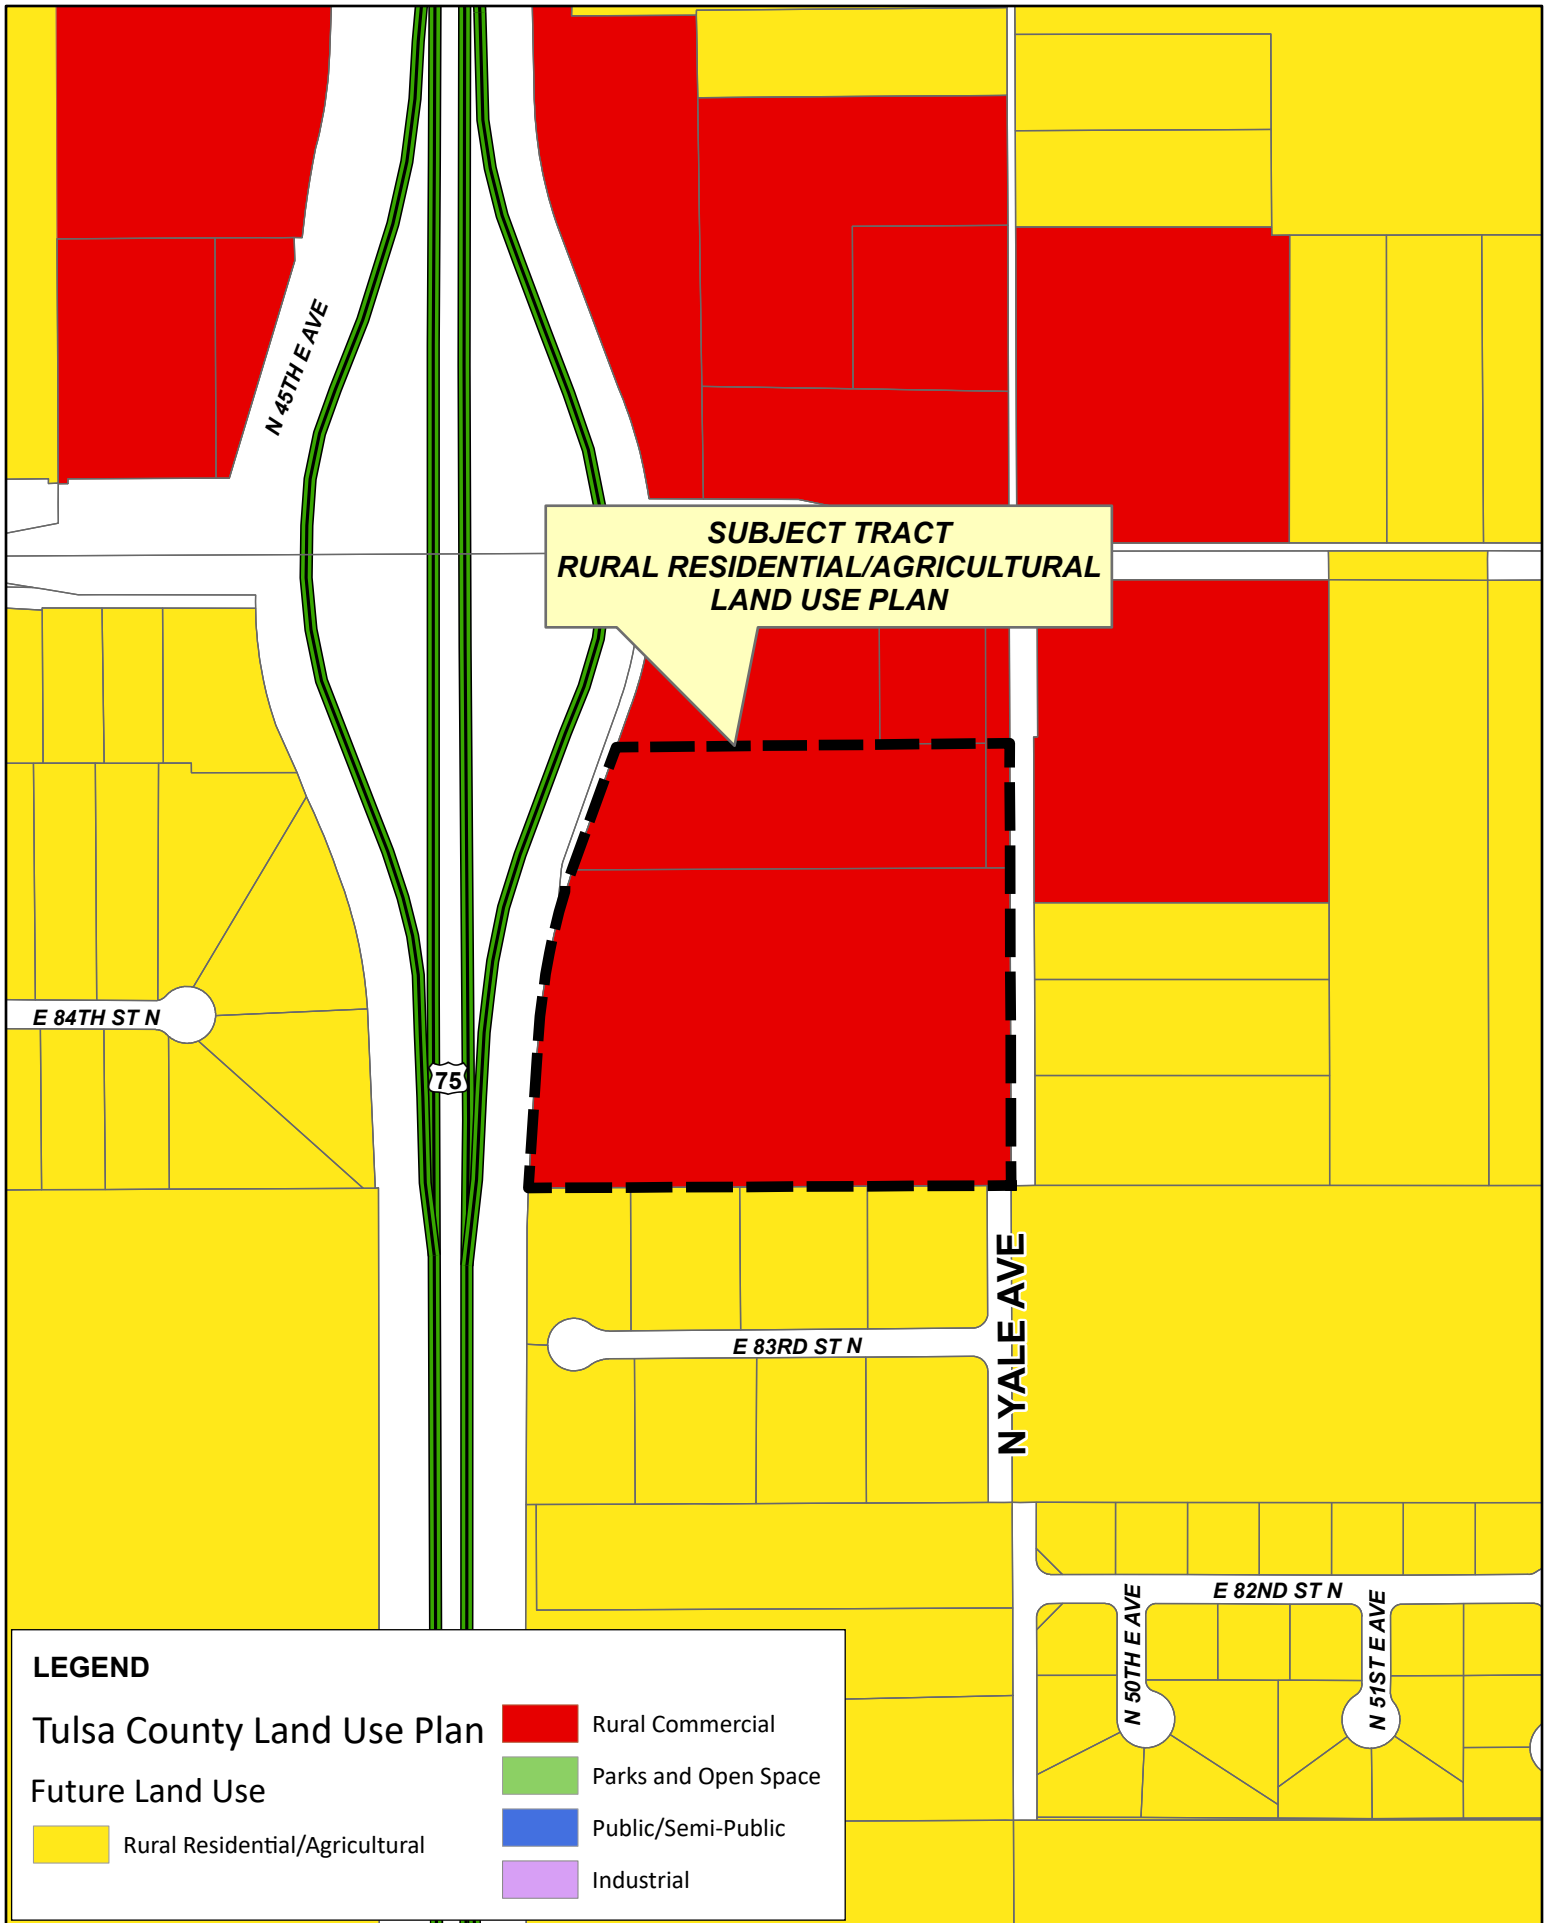 N 45TH E AVE
SUBJECT TRACT
RURAL RESIDENTIAL/AGRICULTURAL
LAND USE PLAN
E 84TH ST N
75
N YALE AVE
E 83RD ST N
E 82ND ST N
N 50TH E AVE
N 51ST E AVE
LEGEND
Tulsa County Land Use Plan
Future Land Use
Rural Residential/Agricultural
Rural Commercial
Parks and Open Space
Public/Semi-Public
Industrial